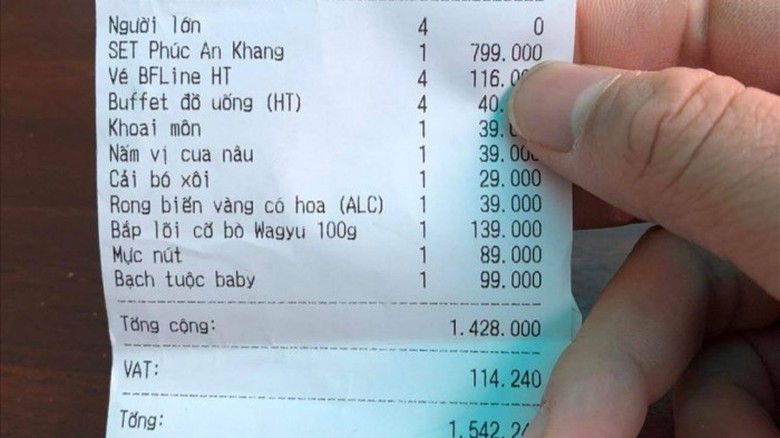 Người lớn 4 0
SET Phúc An Khang 1 799.000
Vé BFLine HT 4
Buffet đồ uống (HT) 4
Khoai môn 1
Nấm vị cua nâu 1 39.000
Cải bó xôi 1 29.000
Rong biển vàng có hoa (ALC) 1 39.000
Bắp lõi cổ bò Wagyu 100g 1 139.000
Mực nút 1 89.000
Bạch tuộc baby 1 99.000
Tổng cộng: 1.428.000
VAT: 114.240
Tổng: